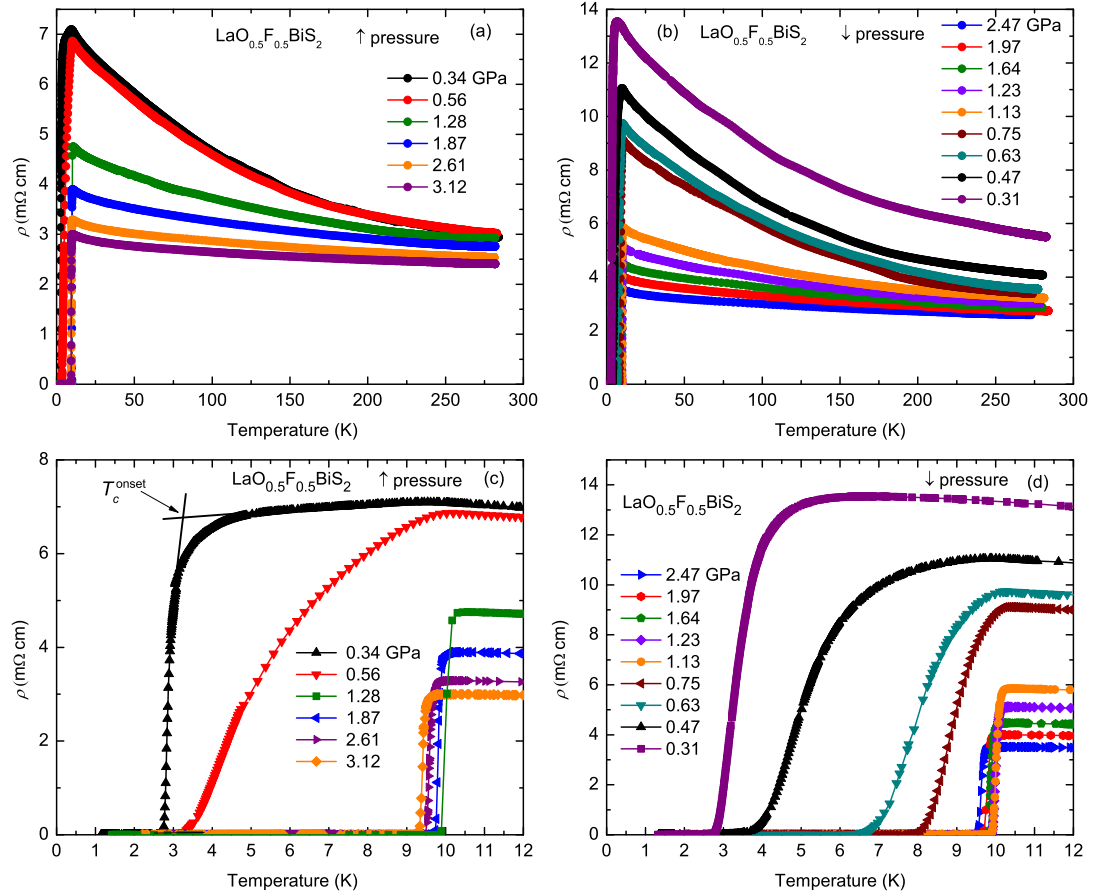 LaO0.5F0.5BiS2 ↑ pressure (a)
0.34 GPa
0.56
1.28
1.87
2.61
3.12
ρ (mΩ cm)
7
6
5
4
3
2
1
0
0 50 100 150 200 250 300
Temperature (K)
(b) LaO0.5F0.5BiS2 ↓ pressure
2.47 GPa
1.97
1.64
1.23
1.13
0.75
0.63
0.47
0.31
ρ (mΩ cm)
14
12
10
8
6
4
2
0
0 50 100 150 200 250 300
Temperature (K)
Tc onset
LaO0.5F0.5BiS2 ↑ pressure (c)
0.34 GPa
0.56
1.28
1.87
2.61
3.12
ρ (mΩ cm)
8
6
4
2
0
0 1 2 3 4 5 6 7 8 9 10 11 12
Temperature (K)
↓ pressure (d)
LaO0.5F0.5BiS2
2.47 GPa
1.97
1.64
1.23
1.13
0.75
0.63
0.47
0.31
ρ (mΩ cm)
14
12
10
8
6
4
2
0
0 1 2 3 4 5 6 7 8 9 10 11 12
Temperature (K)